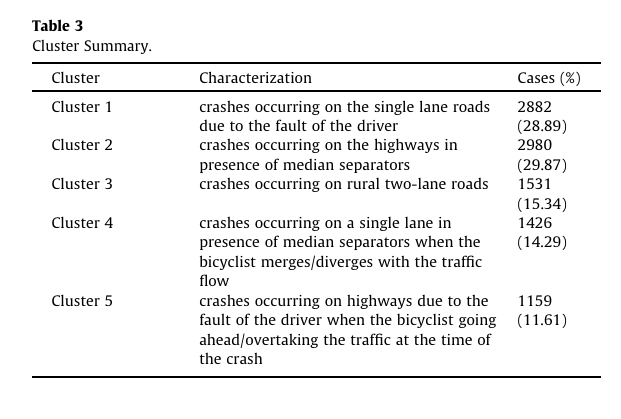 Table 3
Cluster Summary.
Cluster Characterization Cases (%)
Cluster 1 crashes occurring on the single lane roads 2882
due to the fault of the driver (28.89)
Cluster 2 crashes occurring on the highways in 2980
presence of median separators (29.87)
Cluster 3 crashes occurring on rural two-lane roads 1531
(15.34)
Cluster 4 crashes occurring on a single lane in 1426
presence of median separators when the (14.29)
bicyclist merges/diverges with the traffic
flow
Cluster 5 crashes occurring on highways due to the 1159
fault of the driver when the bicyclist going (11.61)
ahead/overtaking the traffic at the time of
the crash